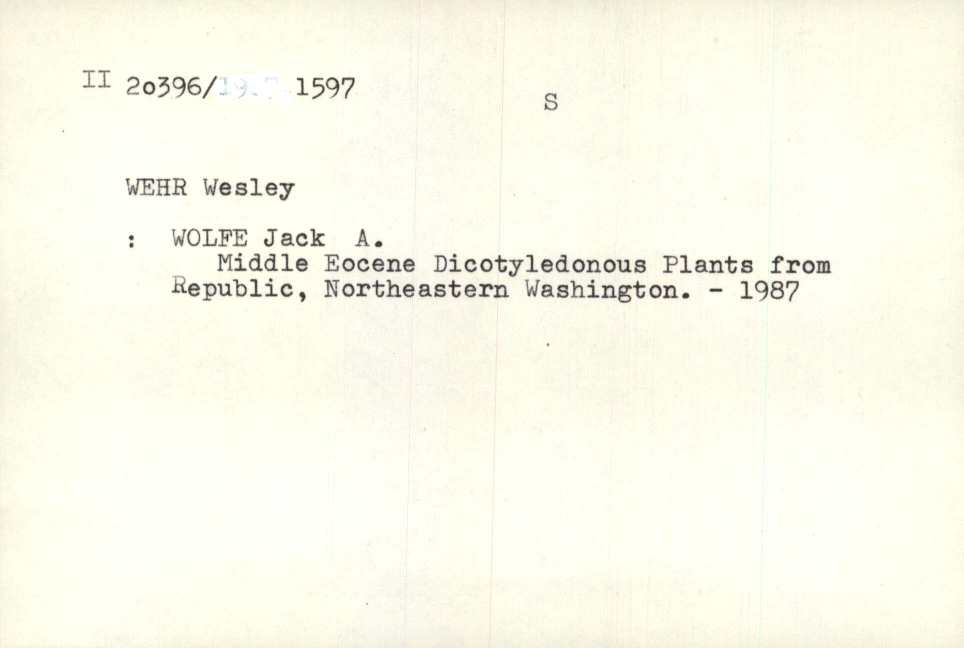 II 20396/ 1597
S
WEHR Wesley
: WOLFE Jack A.
Middle Eocene Dicotyledonous Plants from
Republic, Northeastern Washington. - 1987